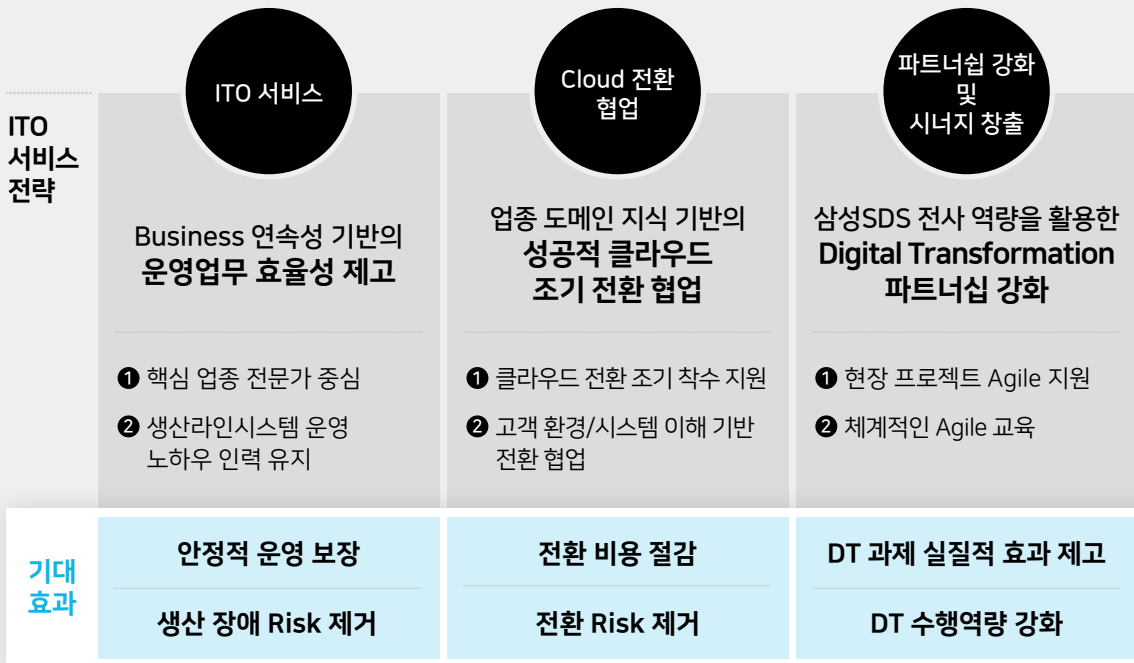 ITO
서비스
전략
ITO 서비스
Business 연속성 기반의
운영업무 효율성 제고
❶ 핵심 업종 전문가 중심
❷ 생산라인시스템 운영
노하우 인력 유지
Cloud 전환
협업
업종 도메인 지식 기반의
성공적 클라우드
조기 전환 협업
❶ 클라우드 전환 조기 착수 지원
❷ 고객 환경/시스템 이해 기반
전환 협업
파트너쉽 강화
및
시너지 창출
삼성SDS 전사 역량을 활용한
Digital Transformation
파트너십 강화
❶ 현장 프로젝트 Agile 지원
❷ 체계적인 Agile 교육
기대
효과
안정적 운영 보장
생산 장애 Risk 제거
전환 비용 절감
전환 Risk 제거
DT 과제 실질적 효과 제고
DT 수행역량 강화